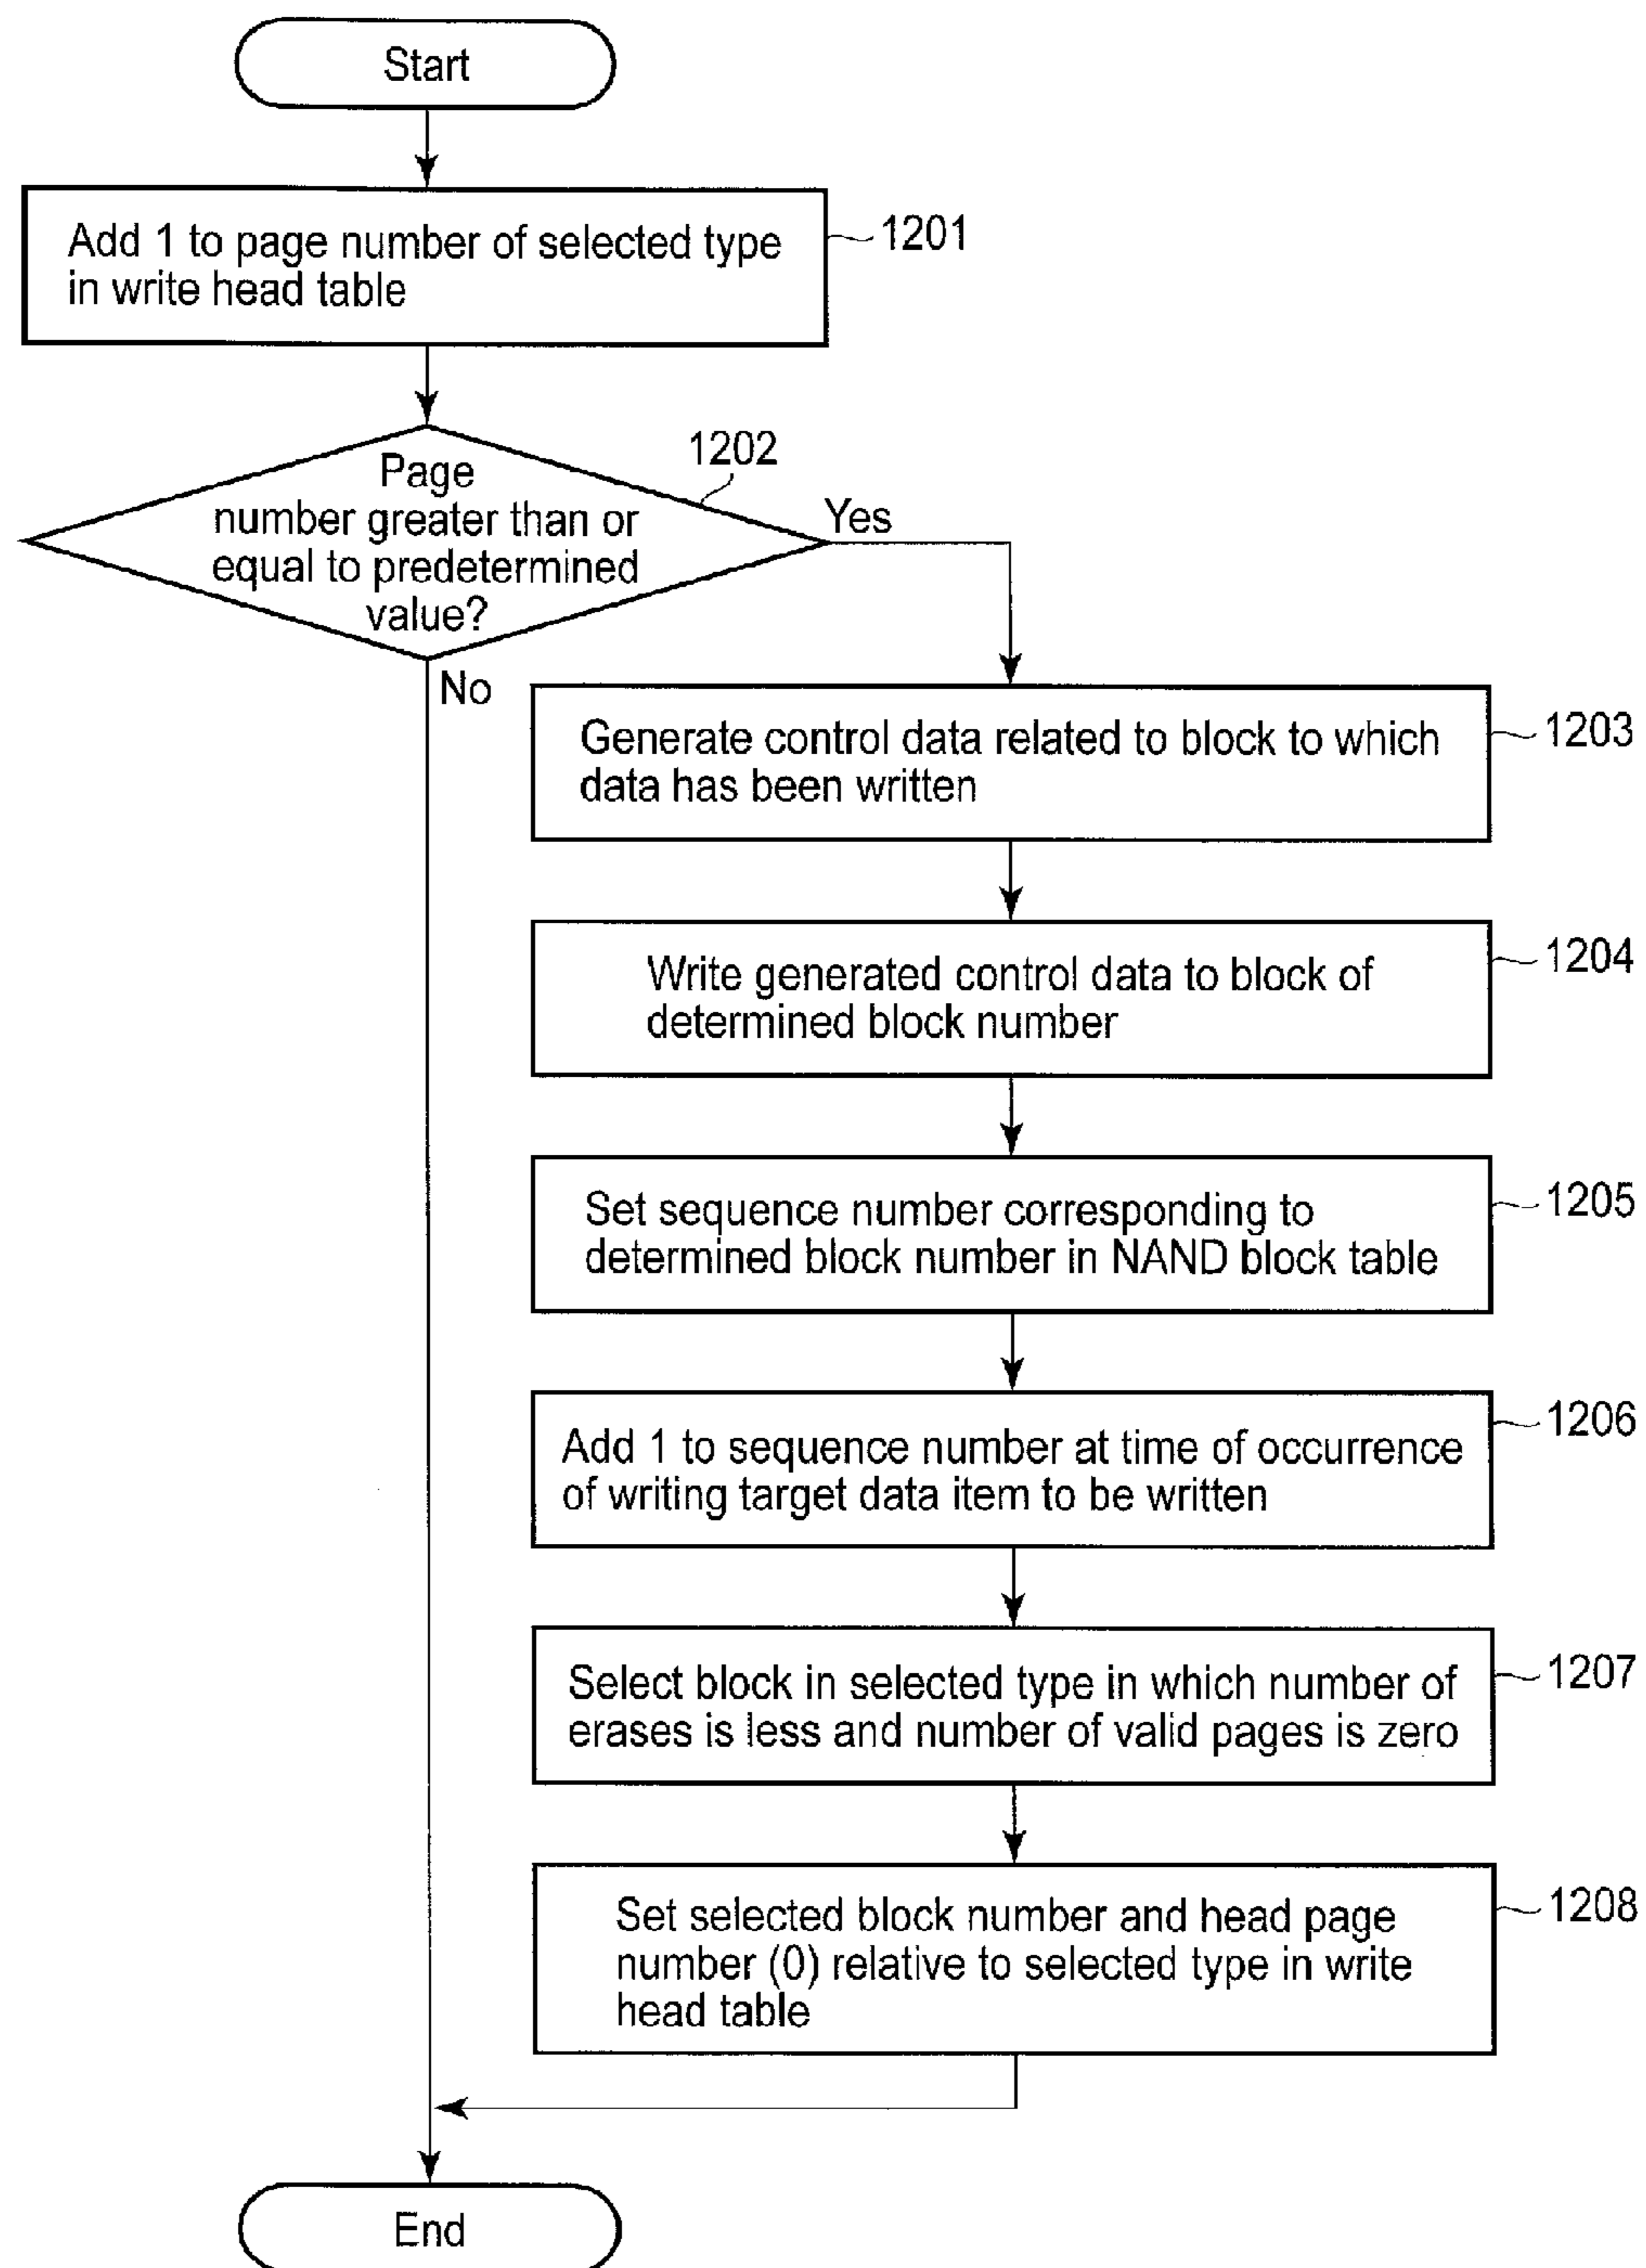 Start
Add 1 to page number of selected type
in write head table
1201
Page
number greater than or
equal to predetermined
value?
1202
Yes
No
Generate control data related to block to which
data has been written
1203
Write generated control data to block of
determined block number
1204
Set sequence number corresponding to
determined block number in NAND block table
1205
Add 1 to sequence number at time of occurrence
of writing target data item to be written
1206
Select block in selected type in which number of
erases is less and number of valid pages is zero
1207
Set selected block number and head page
number (0) relative to selected type in write
head table
1208
End